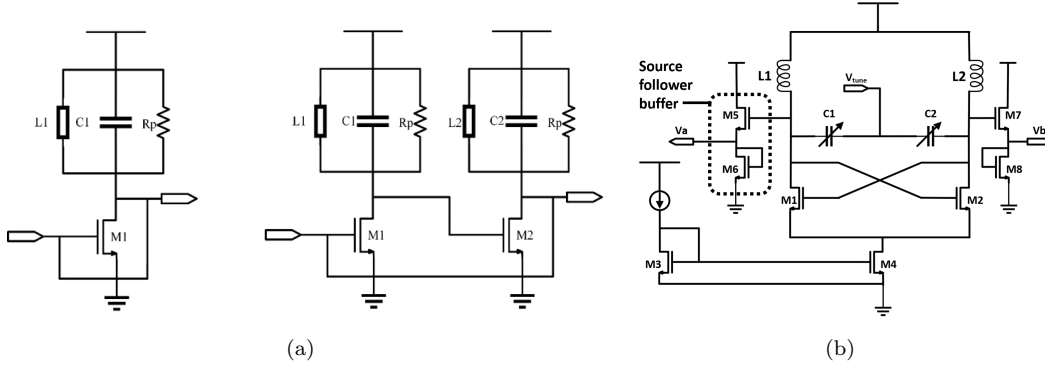 L1
C1
Rp
M1
L1
C1
Rp
L2
C2
Rp
M1
M2
(a)
Source
follower
buffer
L1
Vtune
L2
M5
C1
C2
M7
Va
Vb
M6
M8
M1
M2
M3
M4
(b)